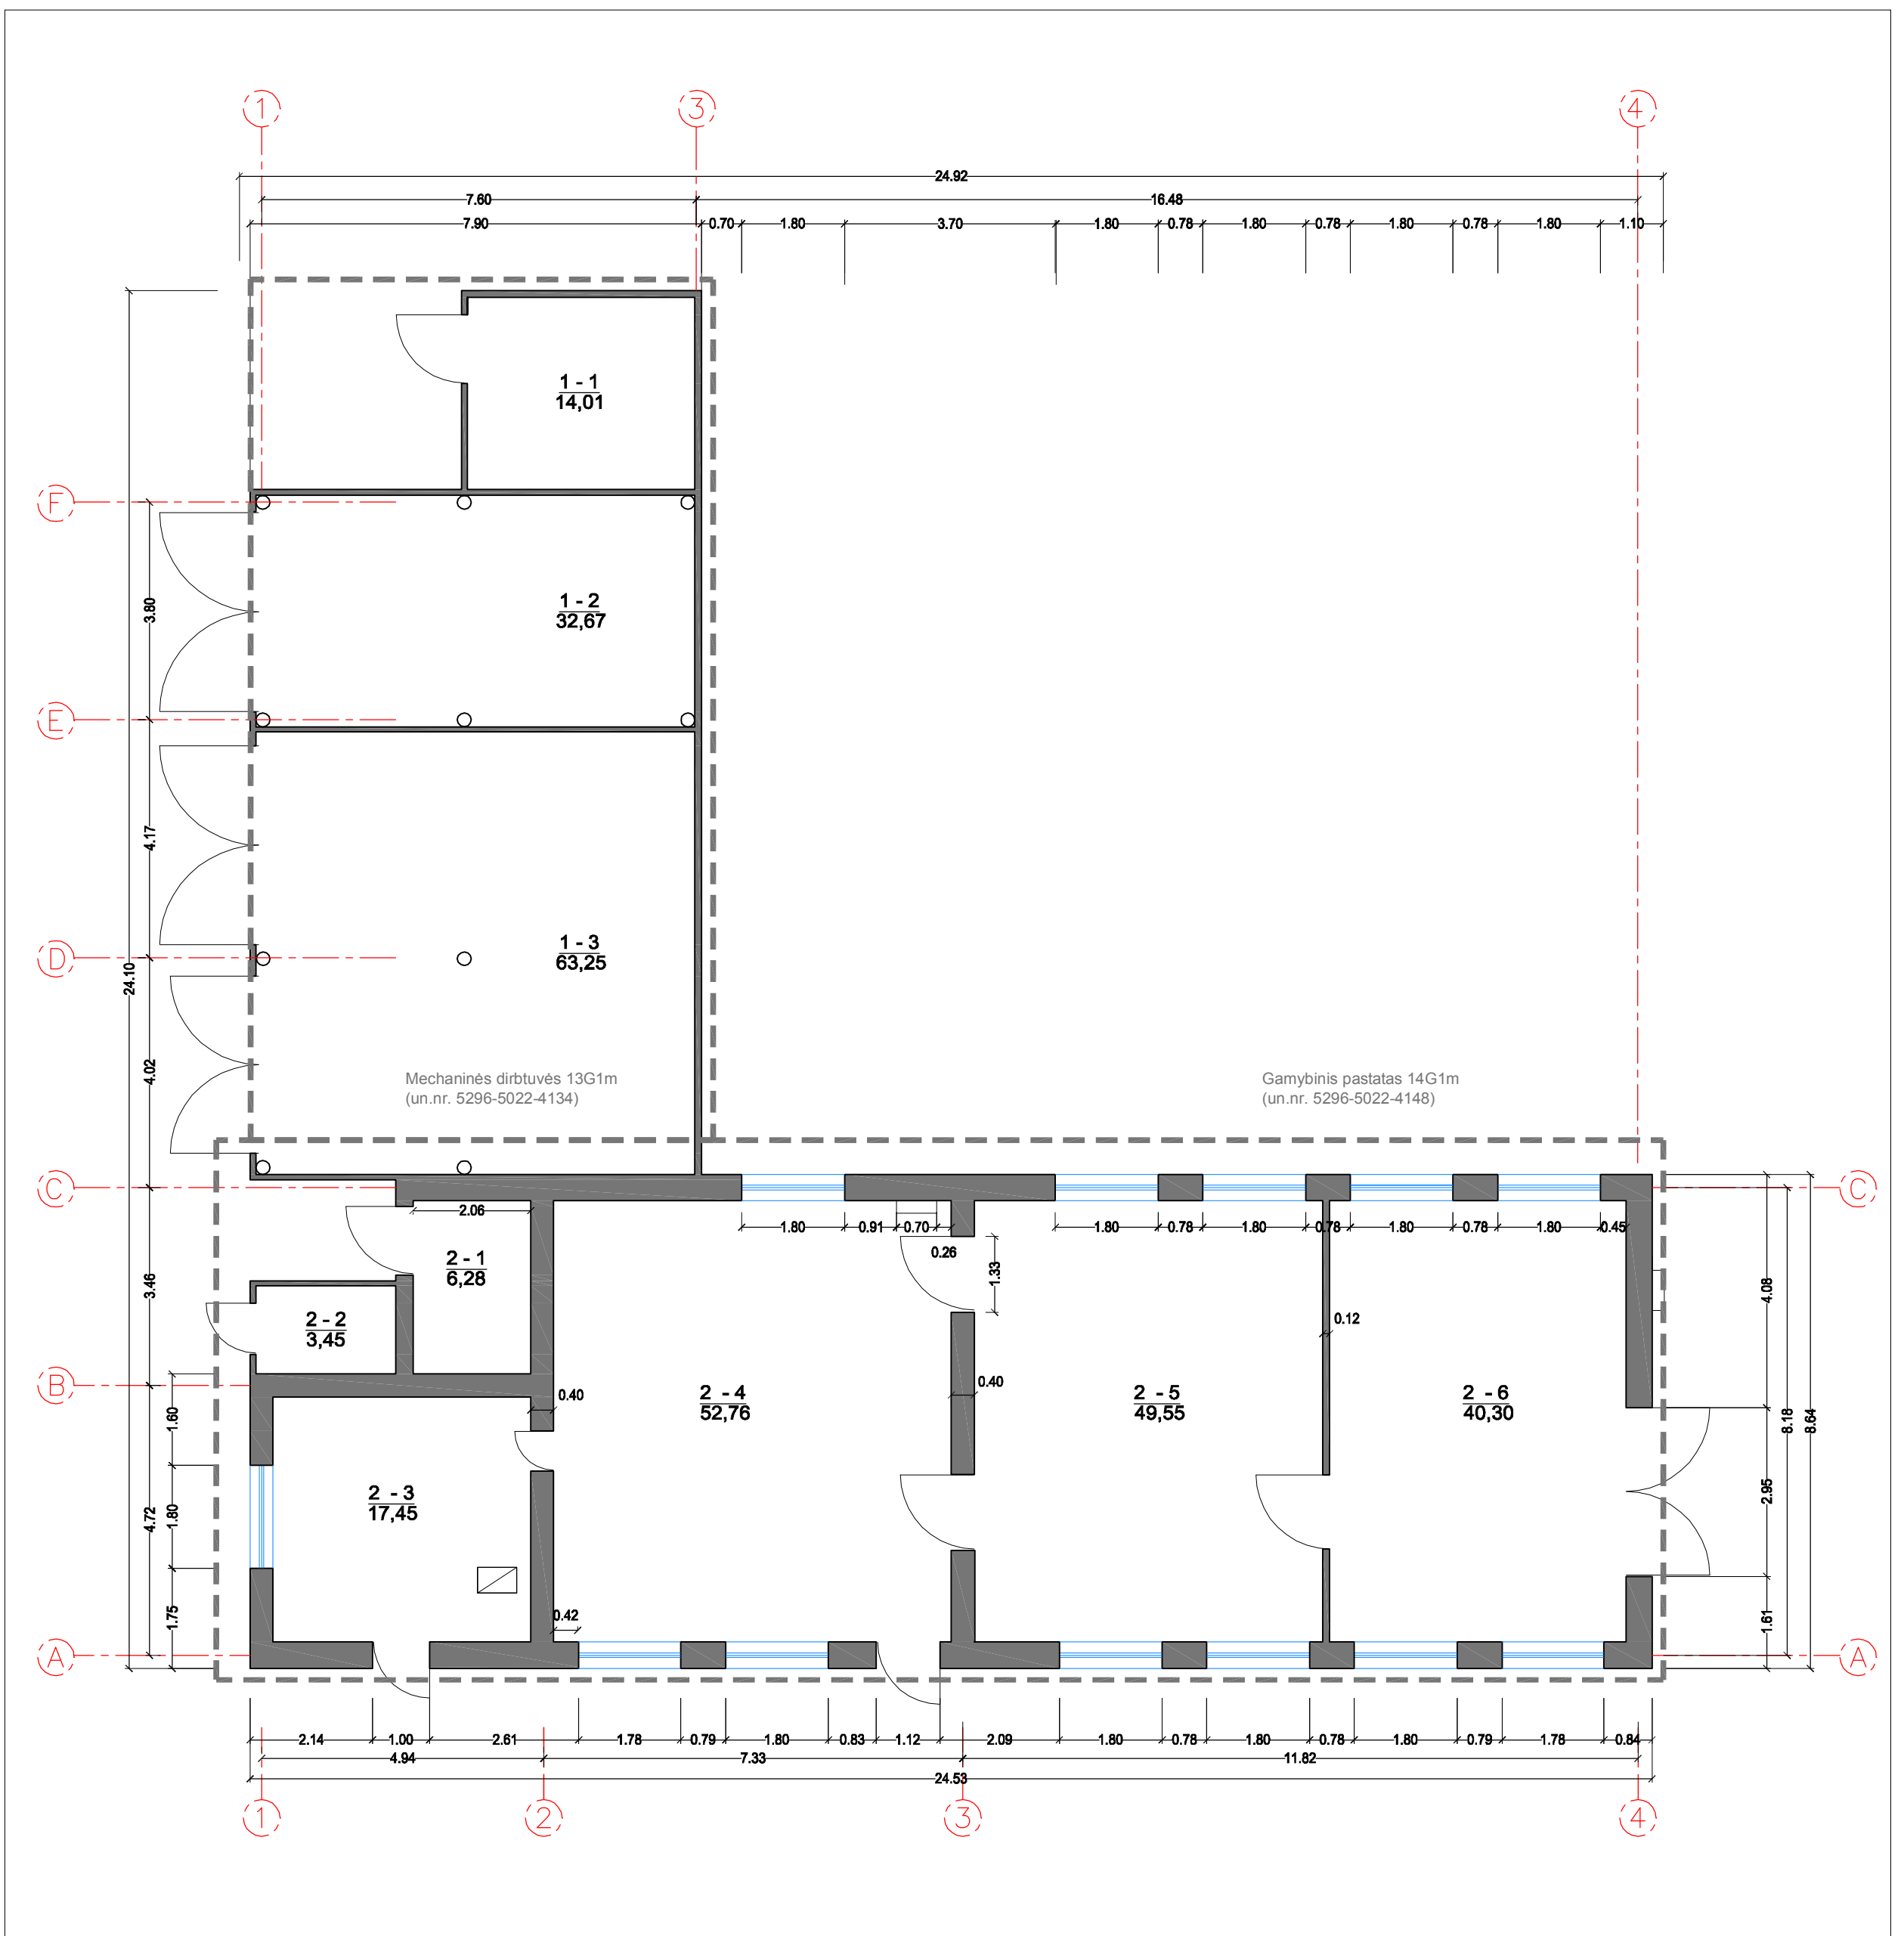 1 3 4
24.92
7.60 16.48
7.90 0.70 1.80 3.70 1.80 0.78 1.80 0.78 1.80 0.78 1.80 1.10
1 - 1
14,01
F
1 - 2
32,67
3.80
E
4.17
1 - 3
63,25
D
24.10
4.02
Mechaninės dirbtuvės 13G1m
(un.nr. 5296-5022-4134)
Gamybinis pastatas 14G1m
(un.nr. 5296-5022-4148)
C C
2.06
1.80 0.91 0.70 1.80 0.78 1.80 0.78 1.80 0.78 1.80 0.45
0.26
1.33
2 - 1
6,28
3.46
4.08
2 - 2
3,45
0.12
B
0.40
0.40
2 - 4
52,76
2 - 5
49,55
2 - 6
40,30
1.60
8.18
8.64
2 - 3
17,45
4.72
1.80
2.95
1.75
0.42
1.61
A A
2.14 1.00 2.61 1.78 0.79 1.80 0.83 1.12 2.09 1.80 0.78 1.80 0.78 1.80 0.79 1.78 0.84
4.94 7.33 11.82
24.53
1 2 3 4